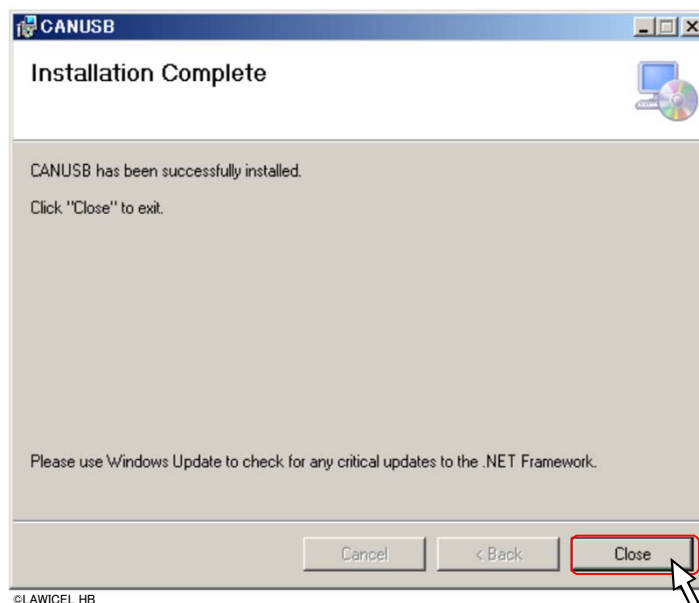 CANUSB
Installation Complete
CANUSB has been successfully installed.
Click "Close" to exit.
Please use Windows Update to check for any critical updates to the .NET Framework.
Cancel
< Back
Close
©LAWICEL HB